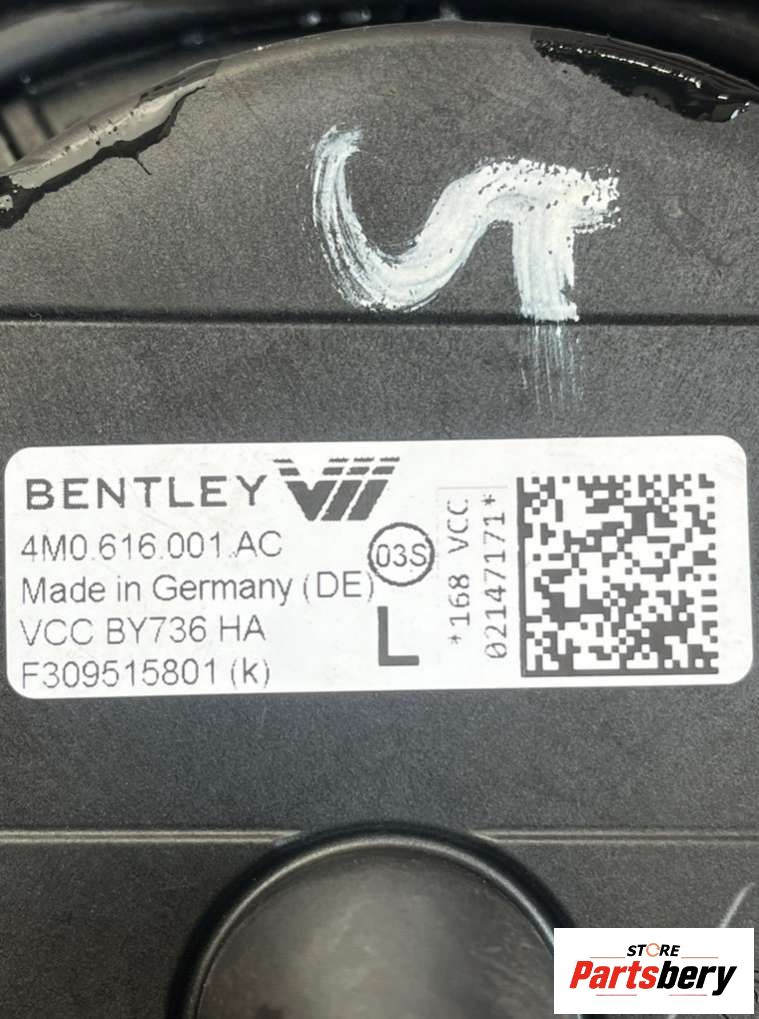 BENTLEY
4M0.616.001.AC
03S
Made in Germany (DE)
VCC BY736 HA
L
F309515801 (k)
*168 VCC
02147171*
STORE
Partsbery